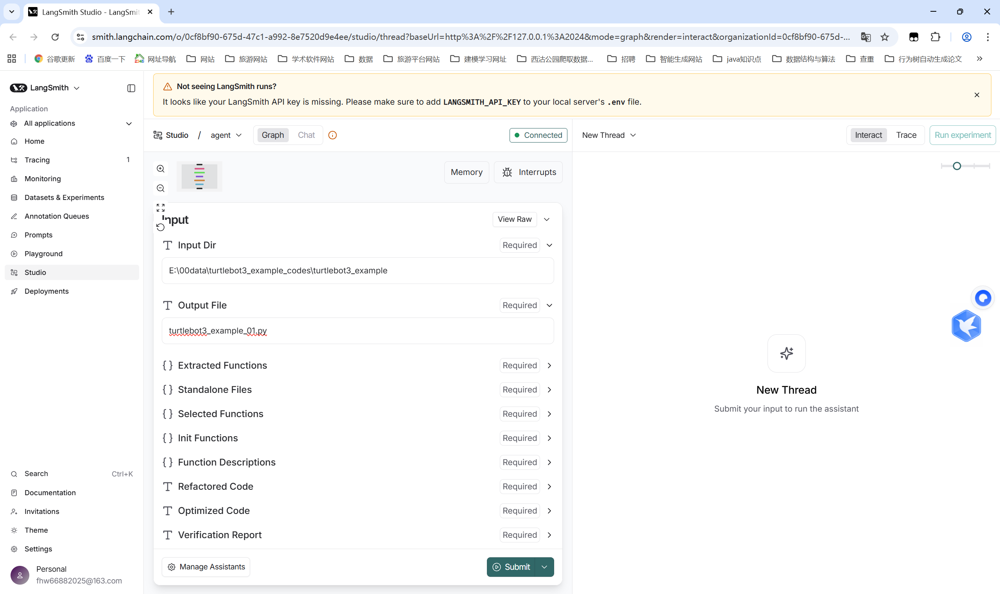 LangSmith Studio - LangSmit
smith.langchain.com/o/0cf8bf90-675d-47c1-a992-8e7520d9e4ee/studio/thread?baseUrl=http%3A%2F%2F127.0.0.1%3A2024&mode=graph&render=interact&organizationId=0cf8bf90-675d-...
谷歌更新 百度一下 网址导航 网站 旅游网站 学术软件网站 数据 旅游平台网站 建模学习网址 西沽公园爬取数据... 招聘 智能生成网站 java知识点 数据结构与算法 查重 行为树自动生成论文 »
LangSmith
Application
All applications
Home
Tracing 1
Monitoring
Datasets & Experiments
Annotation Queues
Prompts
Playground
Studio
Deployments
Search Ctrl+K
Documentation
Invitations
Theme
Settings
Personal
fhw66882025@163.com
Not seeing LangSmith runs?
It looks like your LangSmith API key is missing. Please make sure to add LANGSMITH_API_KEY to your local server's .env file.
Studio / agent Graph Chat Connected
Memory Interrupts
Input View Raw
Input Dir Required
E:\00data\turtlebot3_example_codes\turtlebot3_example
Output File Required
turtlebot3_example_01.py
Extracted Functions Required
Standalone Files Required
Selected Functions Required
Init Functions Required
Function Descriptions Required
Refactored Code Required
Optimized Code Required
Verification Report Required
Manage Assistants Submit
New Thread Interact Trace Run experiment
New Thread
Submit your input to run the assistant